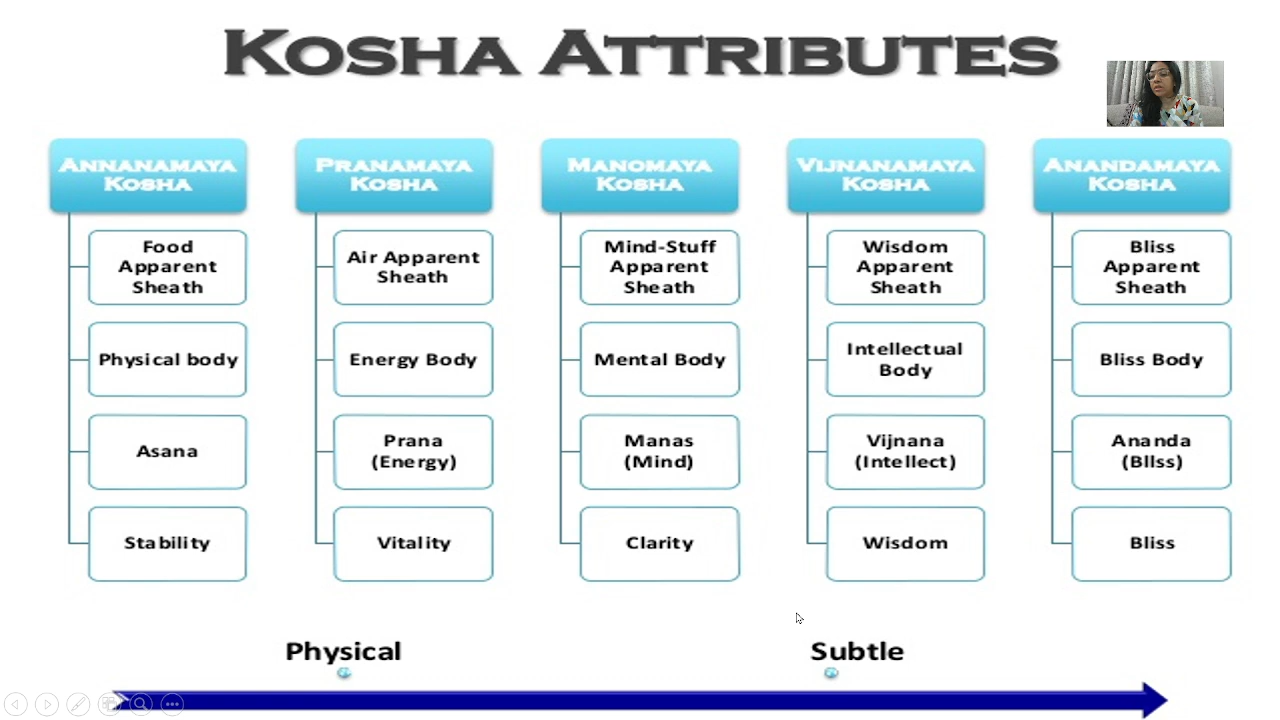 KOSHA ATTRIBUTES
ANNANAMAYA
KOSHA
Food
Apparent
Sheath
Physical body
Asana
Stability
PRANAMAYA
KOSHA
Air Apparent
Sheath
Energy Body
Prana
(Energy)
Vitality
MANOMAYA
KOSHA
Mind-Stuff
Apparent
Sheath
Mental Body
Manas
(Mind)
Clarity
VIJNANAMAYA
KOSHA
Wisdom
Apparent
Sheath
Intellectual
Body
Vijnana
(Intellect)
Wisdom
ANANDAMAYA
KOSHA
Bliss
Apparent
Sheath
Bliss Body
Ananda
(Bliss)
Bliss
Physical
Subtle